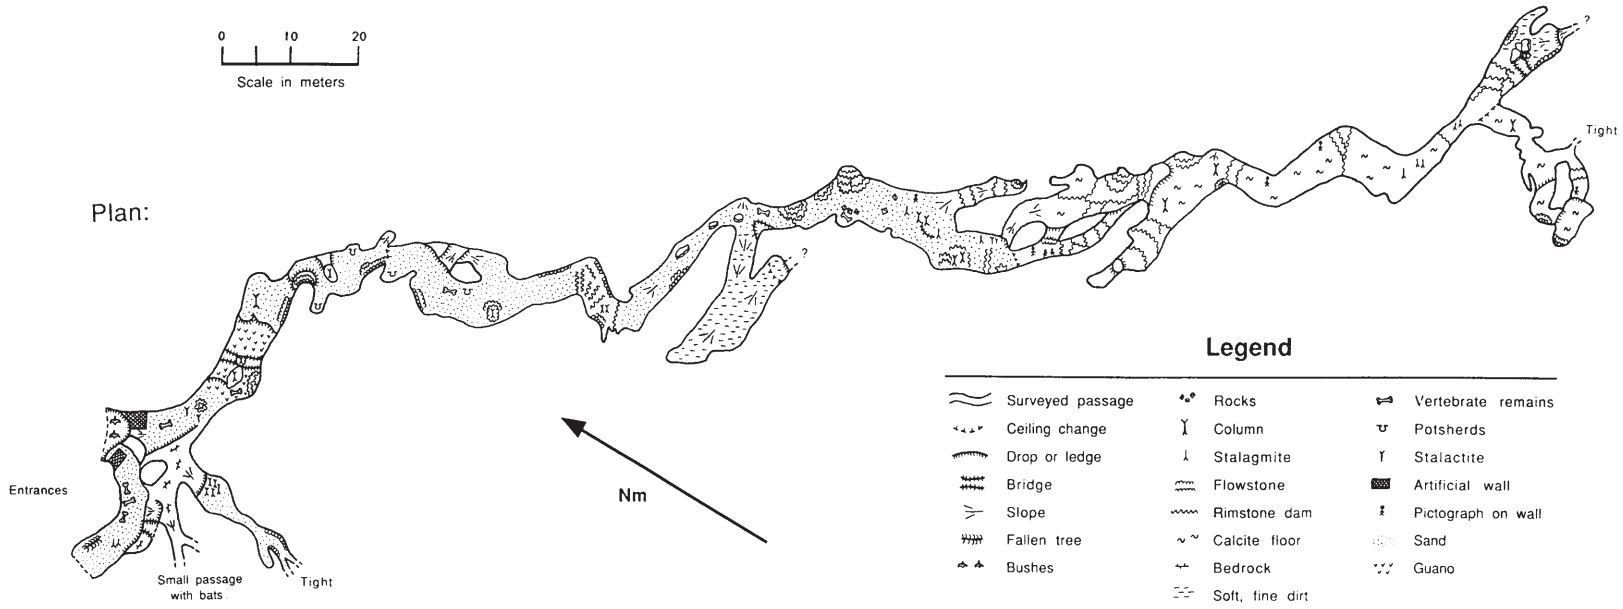 0 10 20
Scale in meters
?
Tight
Plan:
?
Legend
Surveyed passage
Ceiling change
Drop or ledge
Bridge
Slope
Fallen tree
Bushes
Rocks
Column
Stalagmite
Flowstone
Rimstone dam
Calcite floor
Bedrock
Soft, fine dirt
Vertebrate remains
Potsherds
Stalactite
Artificial wall
Pictograph on wall
Sand
Guano
Entrances
Nm
Small passage
with bats
Tight